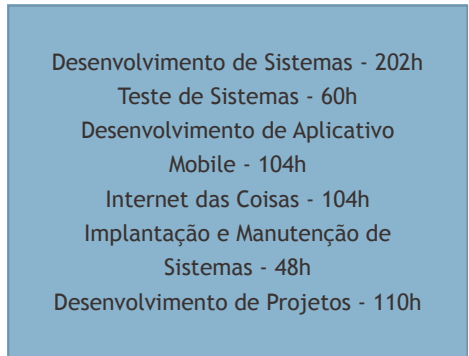 Desenvolvimento de Sistemas - 202h
Teste de Sistemas - 60h
Desenvolvimento de Aplicativo
Mobile - 104h
Internet das Coisas - 104h
Implantação e Manutenção de
Sistemas - 48h
Desenvolvimento de Projetos - 110h